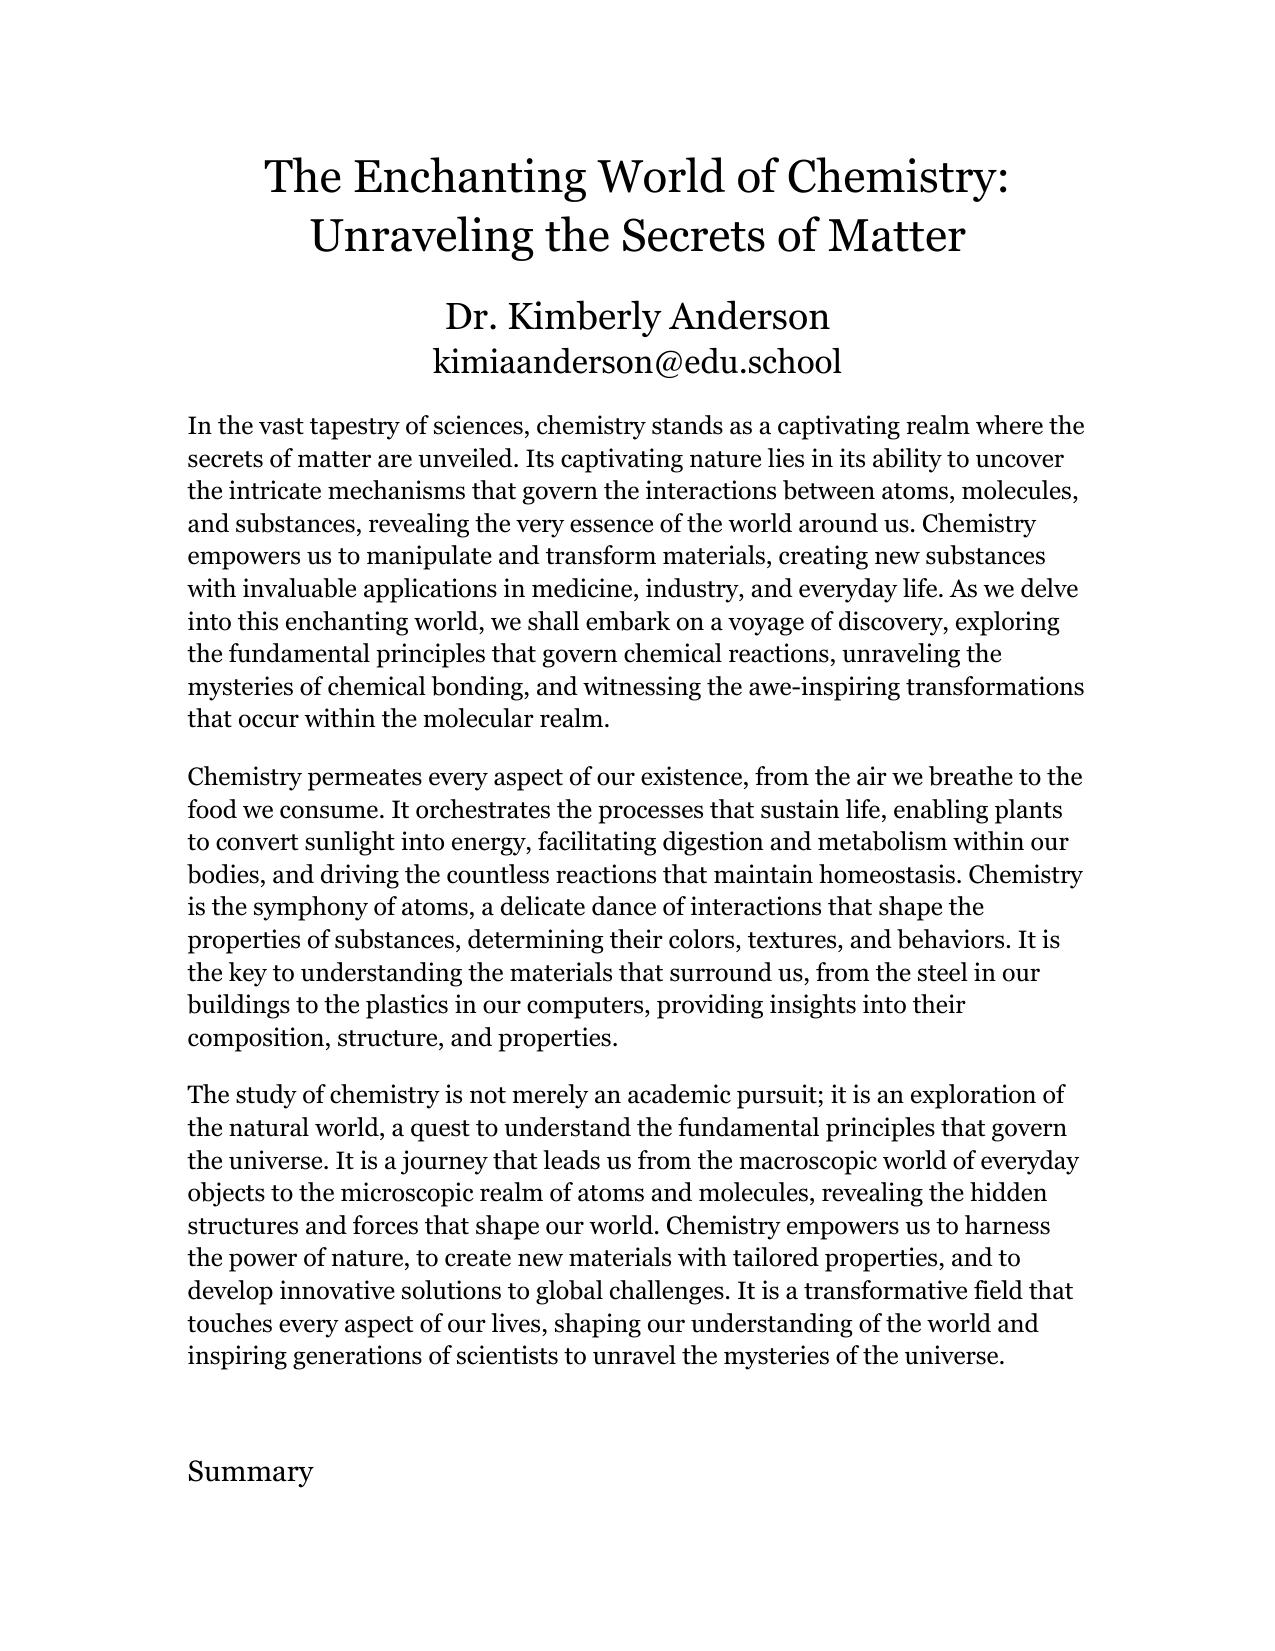 The Enchanting World of Chemistry:
Unraveling the Secrets of Matter
Dr. Kimberly Anderson
kimiaanderson@edu.school
In the vast tapestry of sciences, chemistry stands as a captivating realm where the
secrets of matter are unveiled. Its captivating nature lies in its ability to uncover
the intricate mechanisms that govern the interactions between atoms, molecules,
and substances, revealing the very essence of the world around us. Chemistry
empowers us to manipulate and transform materials, creating new substances
with invaluable applications in medicine, industry, and everyday life. As we delve
into this enchanting world, we shall embark on a voyage of discovery, exploring
the fundamental principles that govern chemical reactions, unraveling the
mysteries of chemical bonding, and witnessing the awe-inspiring transformations
that occur within the molecular realm.
Chemistry permeates every aspect of our existence, from the air we breathe to the
food we consume. It orchestrates the processes that sustain life, enabling plants
to convert sunlight into energy, facilitating digestion and metabolism within our
bodies, and driving the countless reactions that maintain homeostasis. Chemistry
is the symphony of atoms, a delicate dance of interactions that shape the
properties of substances, determining their colors, textures, and behaviors. It is
the key to understanding the materials that surround us, from the steel in our
buildings to the plastics in our computers, providing insights into their
composition, structure, and properties.
The study of chemistry is not merely an academic pursuit; it is an exploration of
the natural world, a quest to understand the fundamental principles that govern
the universe. It is a journey that leads us from the macroscopic world of everyday
objects to the microscopic realm of atoms and molecules, revealing the hidden
structures and forces that shape our world. Chemistry empowers us to harness
the power of nature, to create new materials with tailored properties, and to
develop innovative solutions to global challenges. It is a transformative field that
touches every aspect of our lives, shaping our understanding of the world and
inspiring generations of scientists to unravel the mysteries of the universe.
Summary